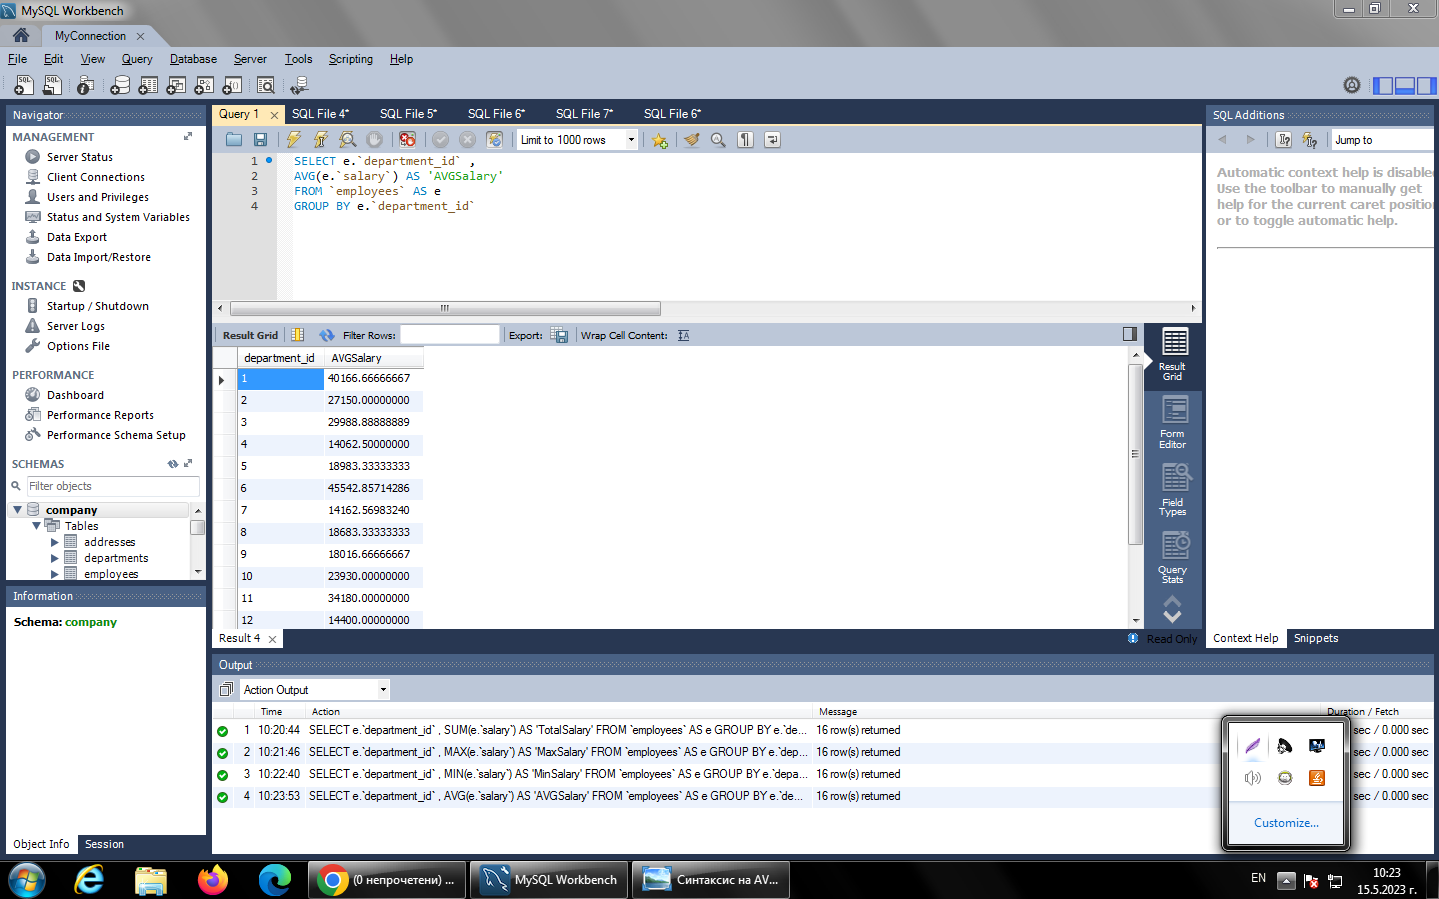 MySQL Workbench
MyConnection
File Edit View Query Database Server Tools Scripting Help
Navigator
MANAGEMENT
Server Status
Client Connections
Users and Privileges
Status and System Variables
Data Export
Data Import/Restore
INSTANCE
Startup / Shutdown
Server Logs
Options File
PERFORMANCE
Dashboard
Performance Reports
Performance Schema Setup
SCHEMAS
Filter objects
company
Tables
addresses
departments
employees
Information
Schema: company
Object Info Session
Query 1 SQL File 4* SQL File 5* SQL File 6* SQL File 7* SQL File 6*
Limit to 1000 rows
1 SELECT e.`department_id` ,
2 AVG(e.`salary`) AS 'AVGSalary'
3 FROM `employees` AS e
4 GROUP BY e.`department_id`
Result Grid Filter Rows: Export: Wrap Cell Content:
department_id AVGSalary
1 40166.66666667
2 27150.00000000
3 29988.88888889
4 14062.50000000
5 18983.33333333
6 45542.85714286
7 14162.56983240
8 18683.33333333
9 18016.66666667
10 23930.00000000
11 34180.00000000
12 14400.00000000
Result Grid
Form Editor
Field Types
Query Stats
Result 4
Read Only
SQL Additions
Jump to
Automatic context help is disabled
Use the toolbar to manually get
help for the current caret position
or to toggle automatic help.
Context Help Snippets
Output
Action Output
Time Action Message Duration / Fetch
1 10:20:44 SELECT e.`department_id` , SUM(e.`salary`) AS 'TotalSalary' FROM `employees` AS e GROUP BY e.`de... 16 row(s) returned sec / 0.000 sec
2 10:21:46 SELECT e.`department_id` , MAX(e.`salary`) AS 'MaxSalary' FROM `employees` AS e GROUP BY e.`dep... 16 row(s) returned
3 10:22:40 SELECT e.`department_id` , MIN(e.`salary`) AS 'MinSalary' FROM `employees` AS e GROUP BY e.`depa... 16 row(s) returned
4 10:23:53 SELECT e.`department_id` , AVG(e.`salary`) AS 'AVGSalary' FROM `employees` AS e GROUP BY e.`de... 16 row(s) returned sec / 0.000 sec
Customize...
(0 непрочетени) ...
MySQL Workbench
Синтаксис на AV...
EN
10:23
15.5.2023 г.